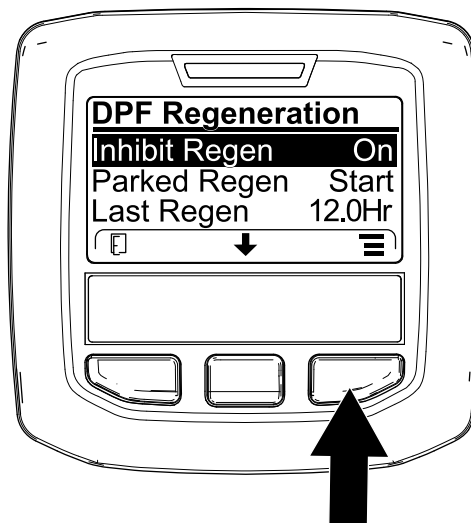 DPF Regeneration
Inhibit Regen On
Parked Regen Start
Last Regen 12.0Hr